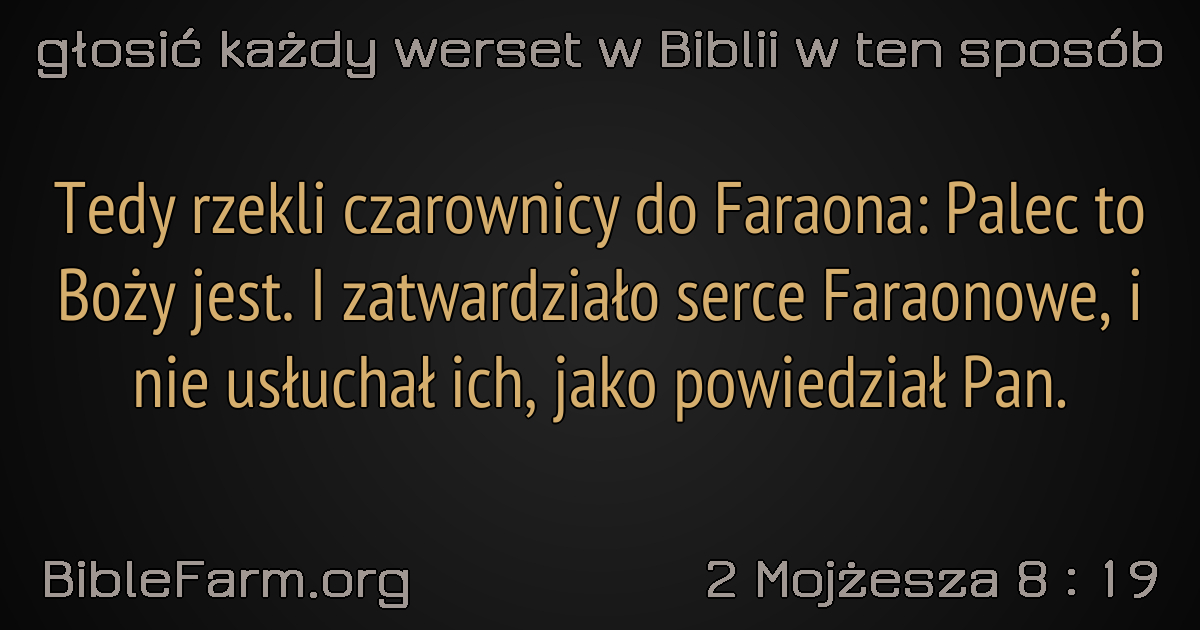 głosić każdy werset w Biblii w ten sposób
Tedy rzekli czarownicy do Faraona: Palec to
Boży jest. I zatwardziało serce Faraonowe, i
nie usłuchał ich, jako powiedział Pan.
BibleFarm.org
2 Mojżesza 8 : 19